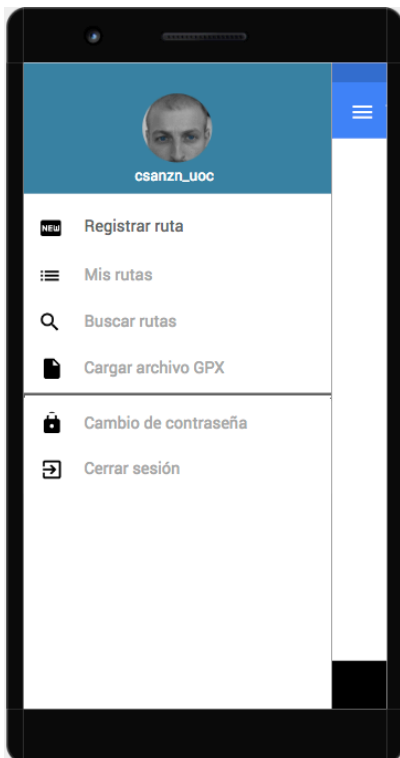 csanzn_uoc
NEW
Registrar ruta
Mis rutas
Buscar rutas
Cargar archivo GPX
Cambio de contraseña
Cerrar sesión